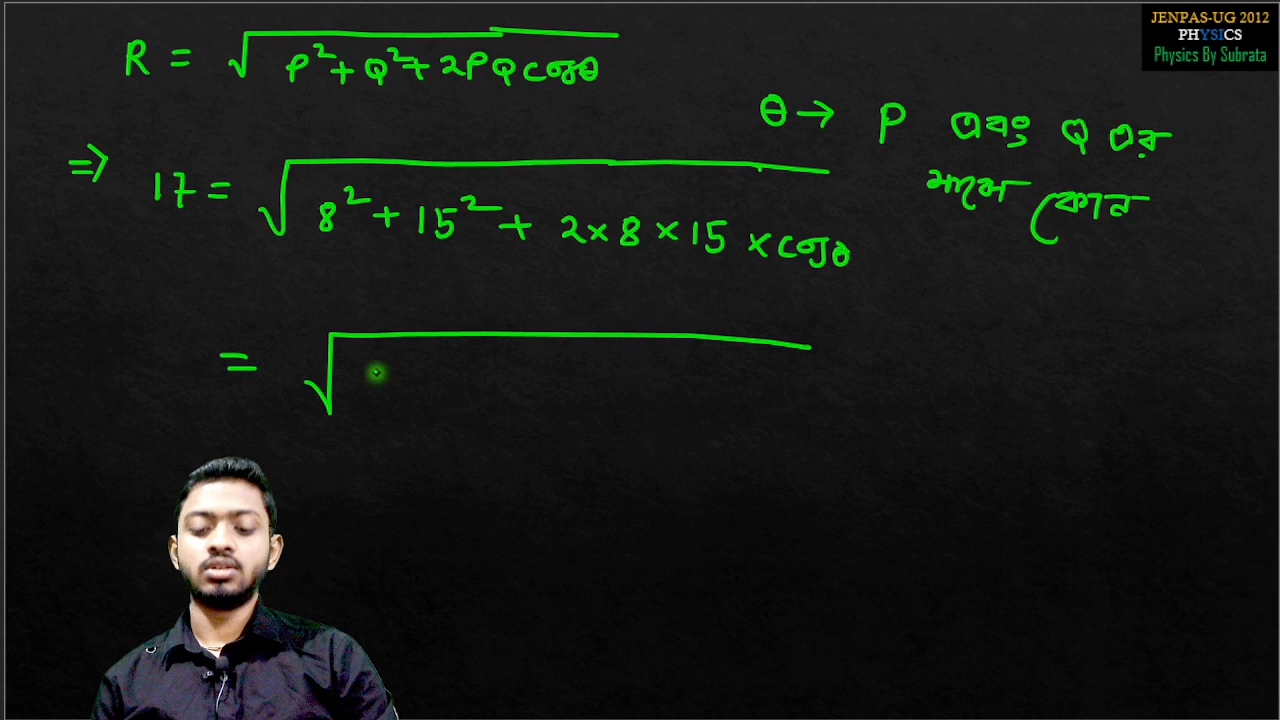 JENPAS-UG 2012
PHYSICS
Physics By Subrata
R = √(P²+Q²+2PQcosθ)
θ → P এবং Q এর
মধ্যে কোন
⇒ 17 = √(8²+15²+2×8×15×cosθ)
= √